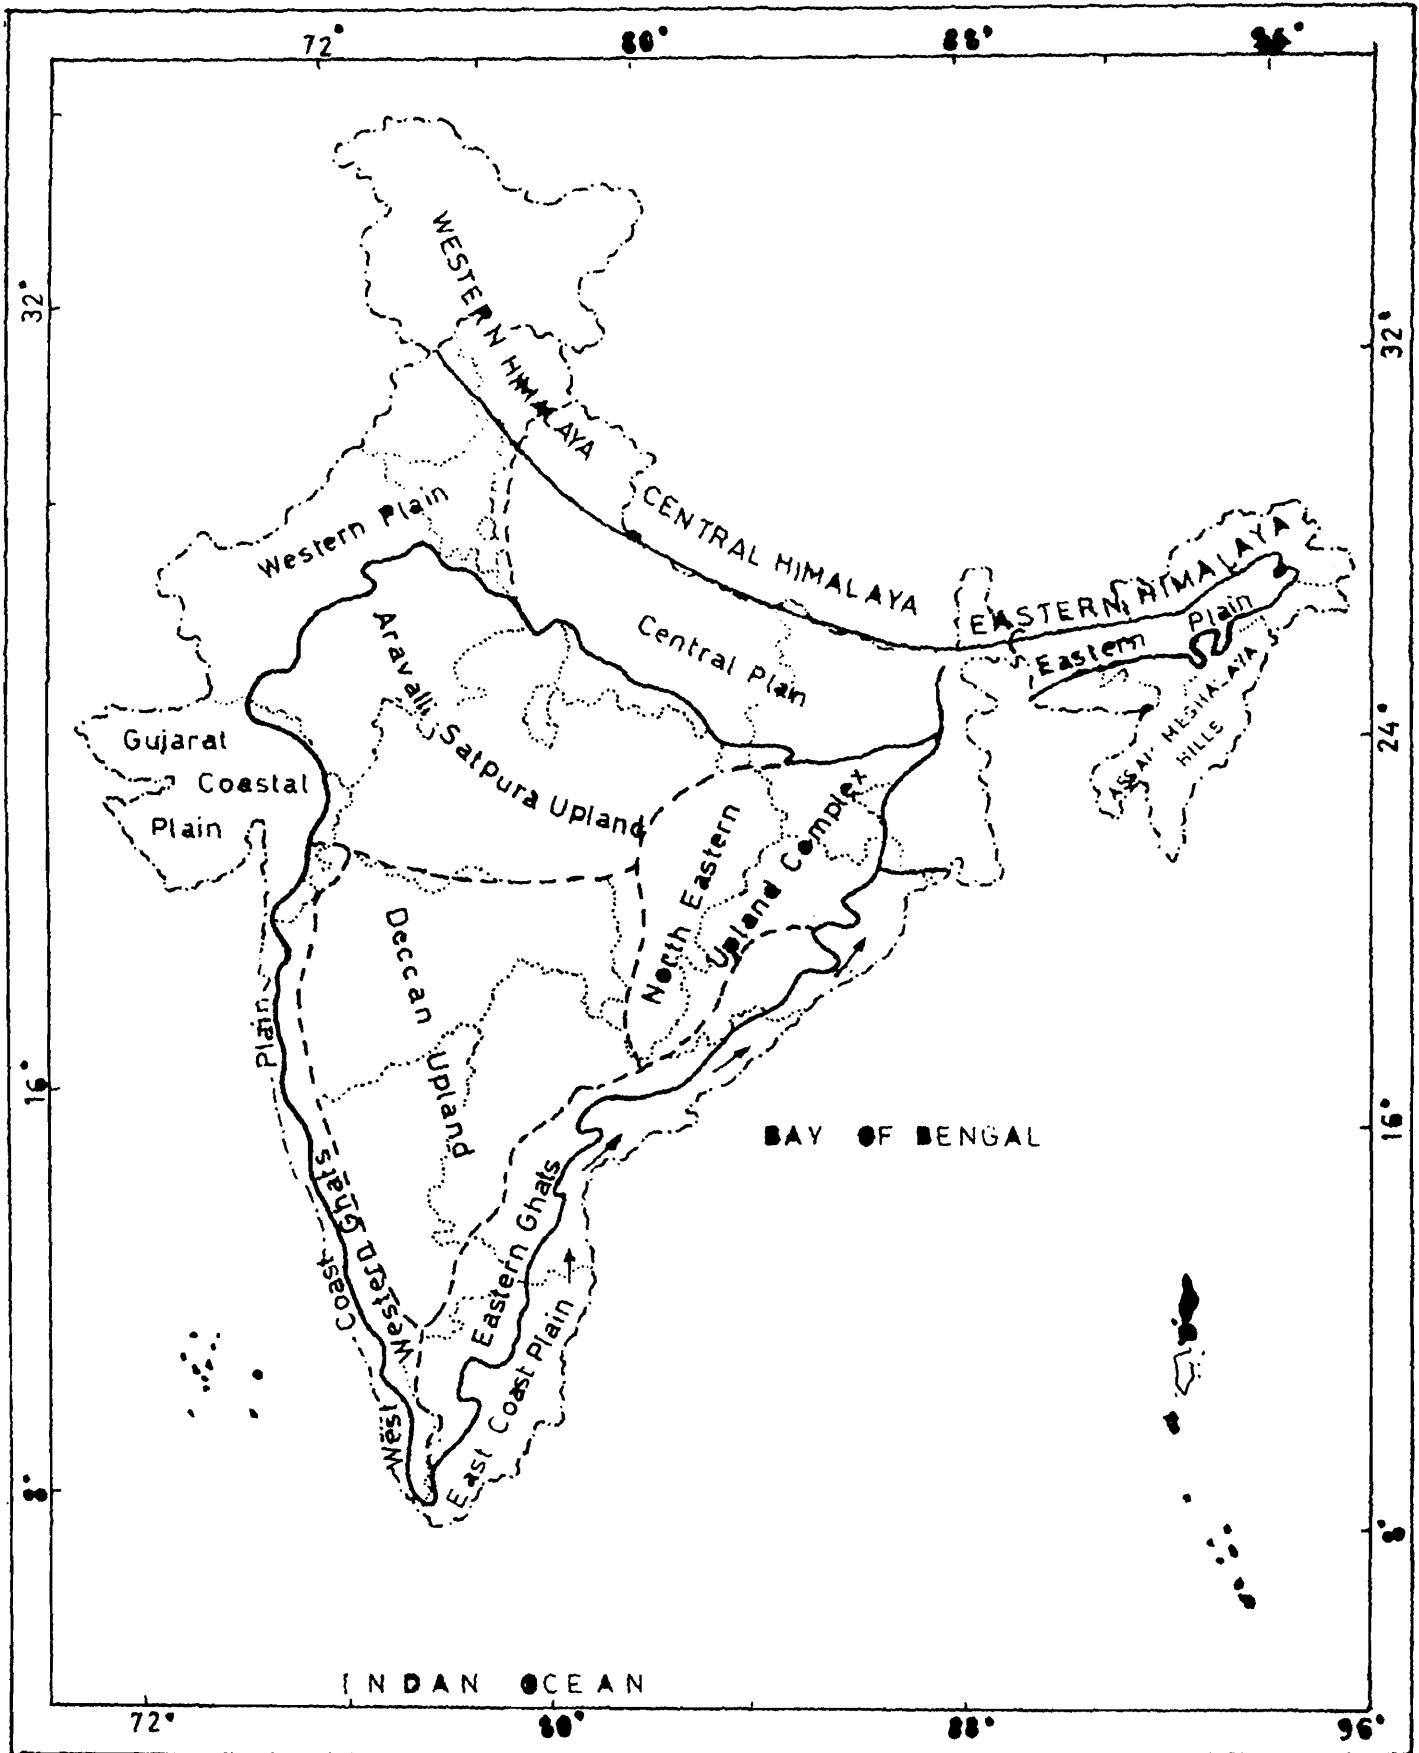 72° 80° 88° 96°
32°
32°
WESTERN HIMALAYA
CENTRAL HIMALAYA
EASTERN HIMALAYA
Western Plain
Central Plain
Eastern Plain
ASSAM MEGHALAYA
HILLS
Aravalli Satpura Upland
24°
Gujarat
Coastal
Plain
North Eastern
Upland Complex
Deccan Upland
16°
16°
BAY OF BENGAL
West Coast Plain
Western Ghats
Eastern Ghats
East Coast Plain
8°
8°
INDAN OCEAN
72° 80° 88° 96°